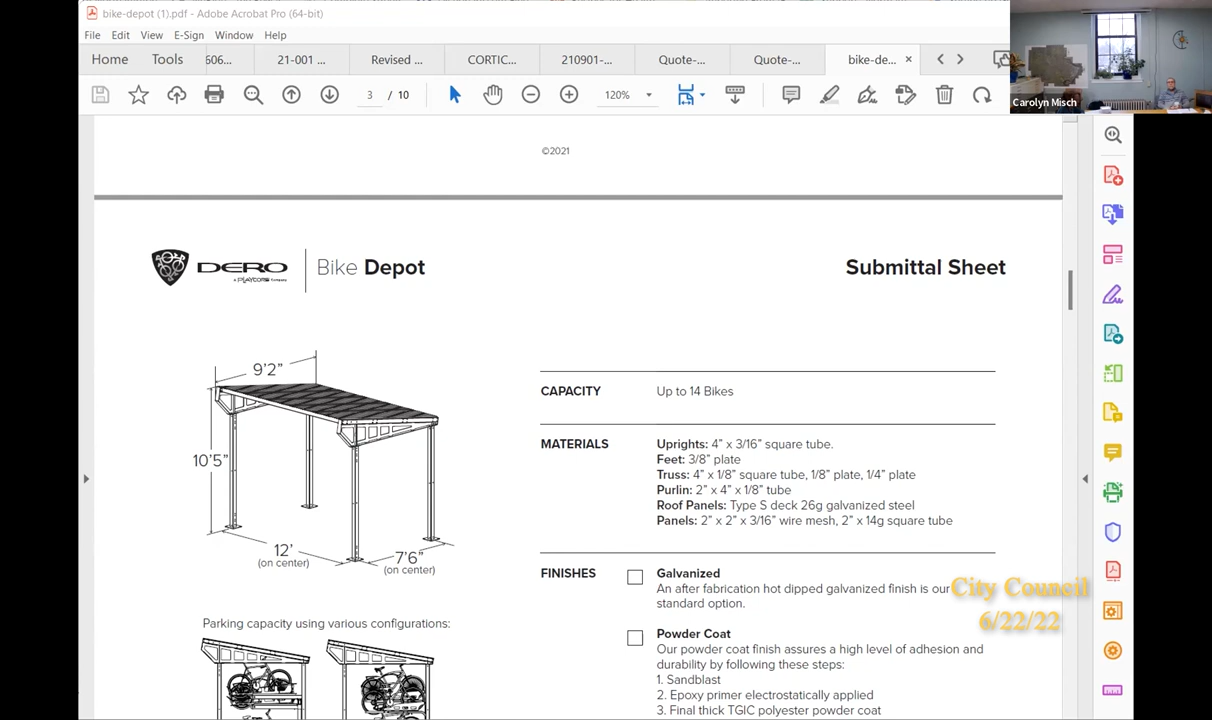 bike-depot (1).pdf - Adobe Acrobat Pro (64-bit)
File Edit View E-Sign Window Help
Home Tools 606... 21-001 ... Revised ... CORTIC... 210901-... Quote-... Quote-... bike-de... ×
3 / 10 120%
Carolyn Misch
©2021
DERO Bike Depot Submittal Sheet
a PLAYCORE Company
9'2"
10'5"
12'
(on center)
7'6"
(on center)
CAPACITY Up to 14 Bikes
MATERIALS Uprights: 4" x 3/16" square tube.
Feet: 3/8" plate
Truss: 4" x 1/8" square tube, 1/8" plate, 1/4" plate
Purlin: 2" x 4" x 1/8" tube
Roof Panels: Type S deck 26g galvanized steel
Panels: 2" x 2" x 3/16" wire mesh, 2" x 14g square tube
FINISHES Galvanized
An after fabrication hot dipped galvanized finish is our
standard option.
Powder Coat
Our powder coat finish assures a high level of adhesion and
durability by following these steps:
1. Sandblast
2. Epoxy primer electrostatically applied
3. Final thick TGIC polyester powder coat
Parking capacity using various configurations:
City Council
6/22/22